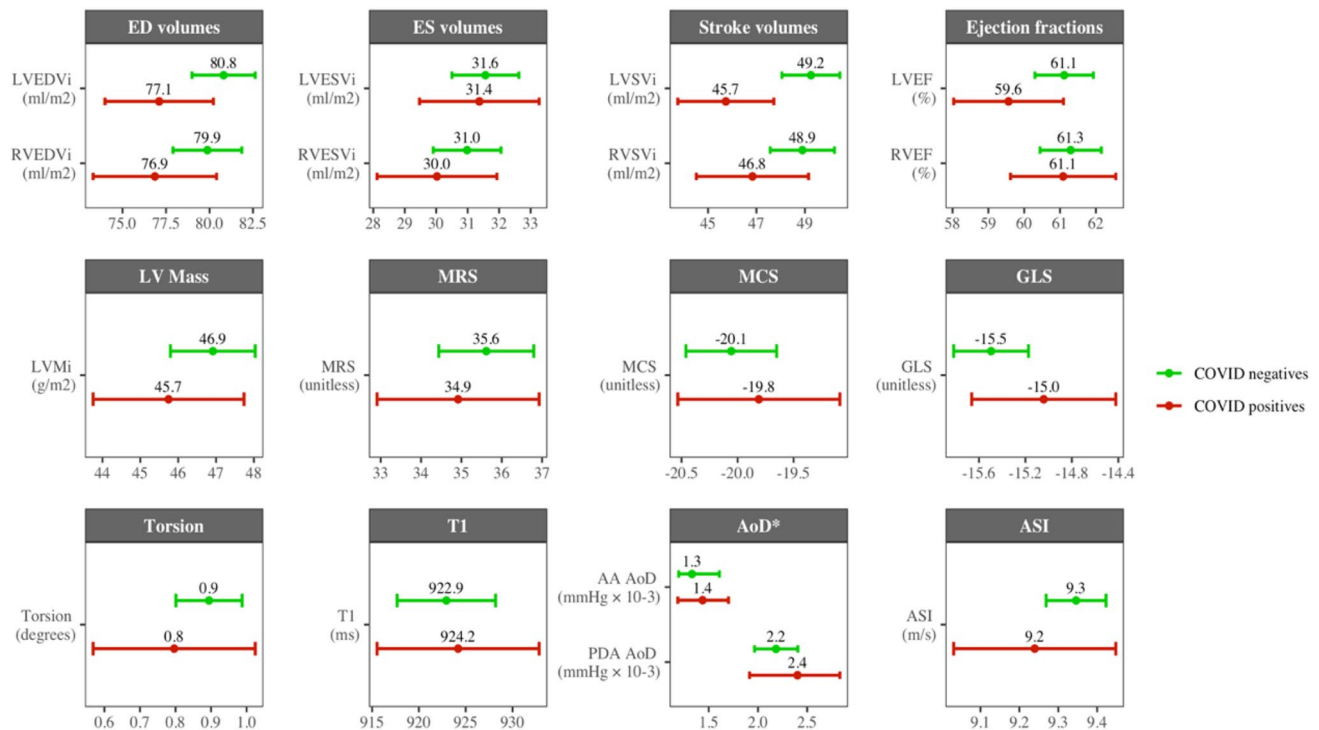 ED volumes
LVEDVi
(ml/m2)
80.8
77.1
RVEDVi
(ml/m2)
79.9
76.9
75.0 77.5 80.0 82.5
ES volumes
LVESVi
(ml/m2)
31.6
31.4
RVESVi
(ml/m2)
31.0
30.0
28 29 30 31 32 33
Stroke volumes
LVSVi
(ml/m2)
49.2
45.7
RVSVi
(ml/m2)
48.9
46.8
45 47 49
Ejection fractions
LVEF
(%)
61.1
59.6
RVEF
(%)
61.3
61.1
58 59 60 61 62
LV Mass
LVMi
(g/m2)
46.9
45.7
44 45 46 47 48
MRS
MRS
(unitless)
35.6
34.9
33 34 35 36 37
MCS
MCS
(unitless)
-20.1
-19.8
-20.5 -20.0 -19.5
GLS
GLS
(unitless)
-15.5
-15.0
-15.6 -15.2 -14.8 -14.4
COVID negatives
COVID positives
Torsion
Torsion
(degrees)
0.9
0.8
0.6 0.7 0.8 0.9 1.0
T1
T1
(ms)
922.9
924.2
915 920 925 930
AoD*
AA AoD
(mmHg × 10-3)
1.3
1.4
PDA AoD
(mmHg × 10-3)
2.2
2.4
1.5 2.0 2.5
ASI
ASI
(m/s)
9.3
9.2
9.1 9.2 9.3 9.4